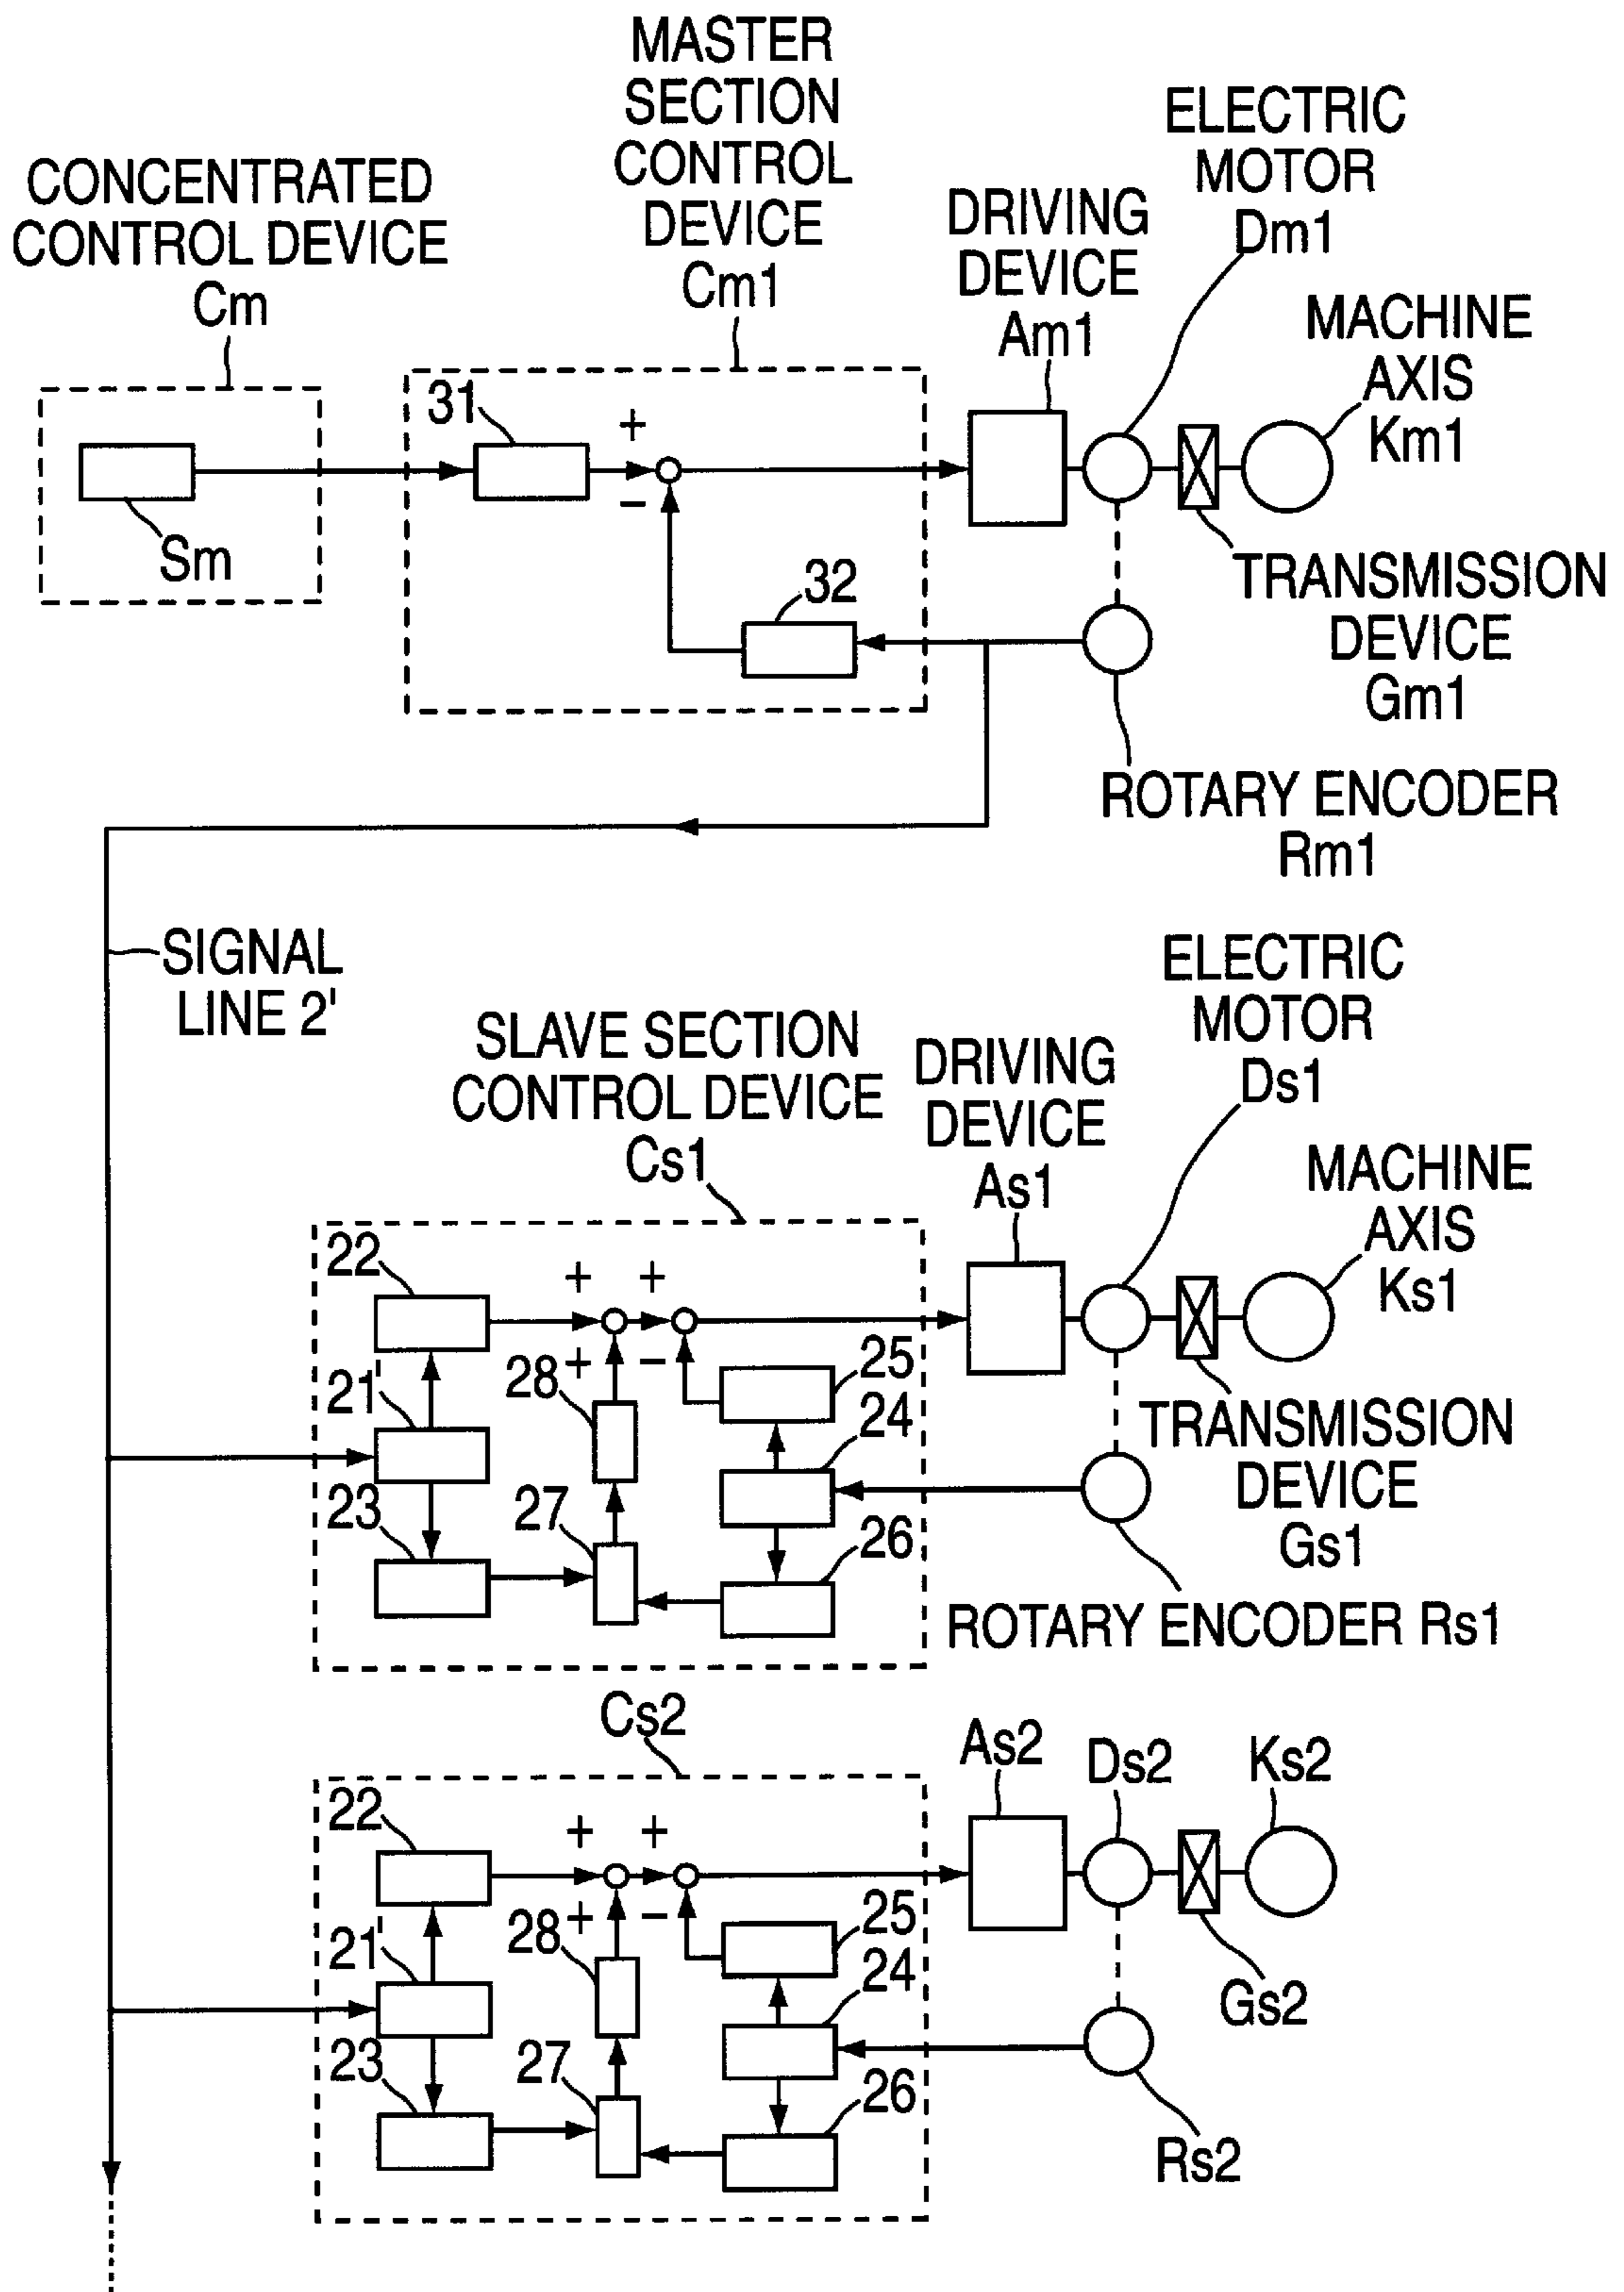 MASTER
SECTION
CONTROL
DEVICE
Cm1
ELECTRIC
MOTOR
Dm1
CONCENTRATED
CONTROL DEVICE
Cm
DRIVING
DEVICE
Am1
MACHINE
AXIS
Km1
31
+
−
Sm
32
TRANSMISSION
DEVICE
Gm1
ROTARY ENCODER
Rm1
SIGNAL
LINE 2'
ELECTRIC
MOTOR
Ds1
SLAVE SECTION
CONTROL DEVICE
Cs1
DRIVING
DEVICE
As1
MACHINE
AXIS
Ks1
22
+ +
+ −
21'
28
25
24
23
27
26
TRANSMISSION
DEVICE
Gs1
ROTARY ENCODER Rs1
Cs2
As2
Ds2
Ks2
22
+ +
+ −
21'
28
25
24
23
27
26
Gs2
Rs2